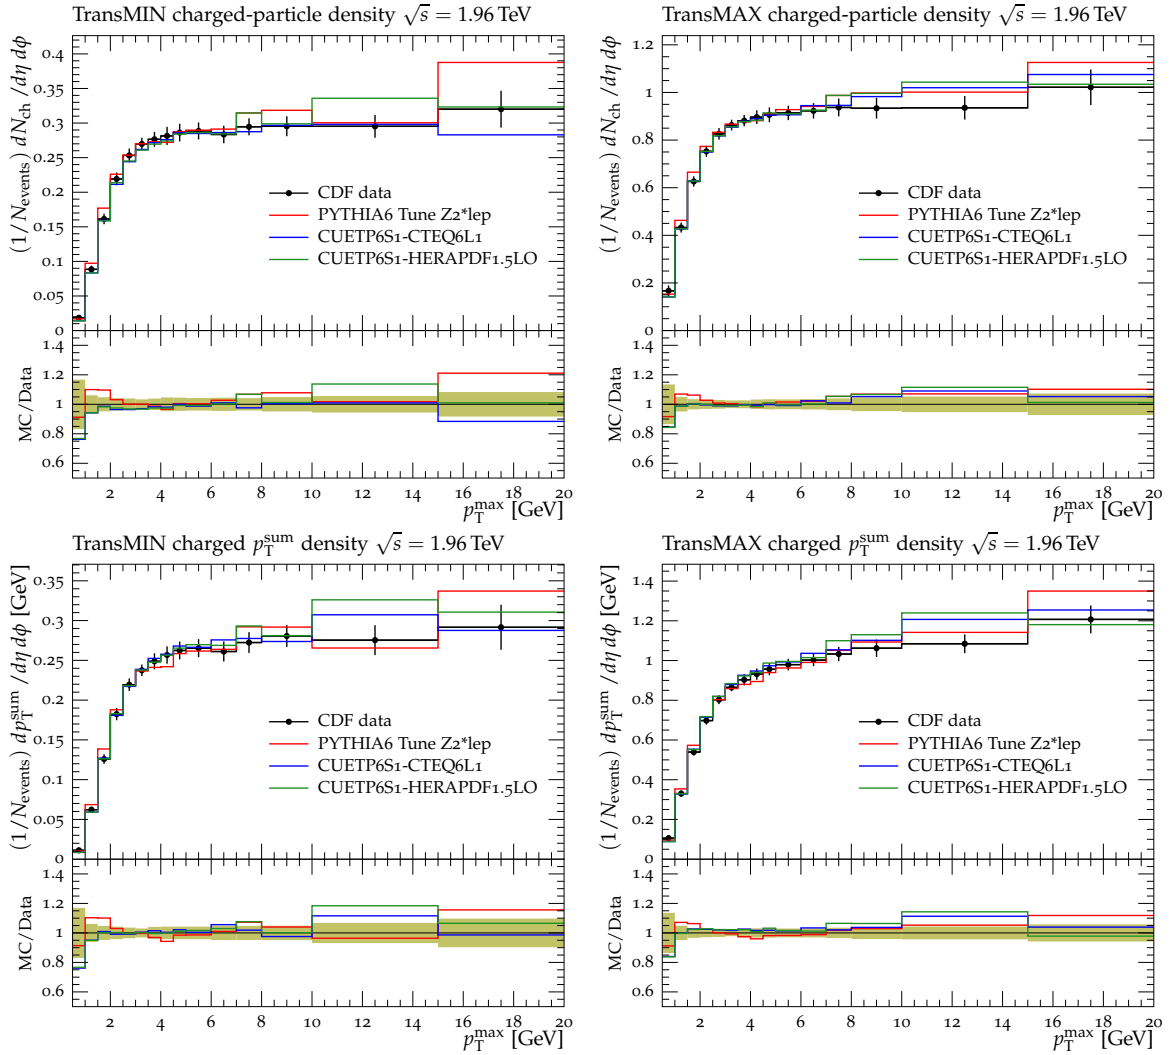 TransMIN charged-particle density √s = 1.96 TeV
(1/N_events) dN_ch/dη dϕ
0.4
0.35
0.3
0.25
0.2
0.15
0.1
0.05
0
CDF data
PYTHIA6 Tune Z2*lep
CUETP6S1-CTEQ6L1
CUETP6S1-HERAPDF1.5LO
MC/Data
1.4
1.2
1
0.8
0.6
2 4 6 8 10 12 14 16 18 20
p_T^max [GeV]
TransMAX charged-particle density √s = 1.96 TeV
(1/N_events) dN_ch/dη dϕ
1.2
1
0.8
0.6
0.4
0.2
0
CDF data
PYTHIA6 Tune Z2*lep
CUETP6S1-CTEQ6L1
CUETP6S1-HERAPDF1.5LO
MC/Data
1.4
1.2
1
0.8
0.6
2 4 6 8 10 12 14 16 18 20
p_T^max [GeV]
TransMIN charged p_T^sum density √s = 1.96 TeV
(1/N_events) dp_T^sum/dη dϕ [GeV]
0.35
0.3
0.25
0.2
0.15
0.1
0.05
0
CDF data
PYTHIA6 Tune Z2*lep
CUETP6S1-CTEQ6L1
CUETP6S1-HERAPDF1.5LO
MC/Data
1.4
1.2
1
0.8
0.6
2 4 6 8 10 12 14 16 18 20
p_T^max [GeV]
TransMAX charged p_T^sum density √s = 1.96 TeV
(1/N_events) dp_T^sum/dη dϕ [GeV]
1.4
1.2
1
0.8
0.6
0.4
0.2
0
CDF data
PYTHIA6 Tune Z2*lep
CUETP6S1-CTEQ6L1
CUETP6S1-HERAPDF1.5LO
MC/Data
1.4
1.2
1
0.8
0.6
2 4 6 8 10 12 14 16 18 20
p_T^max [GeV]